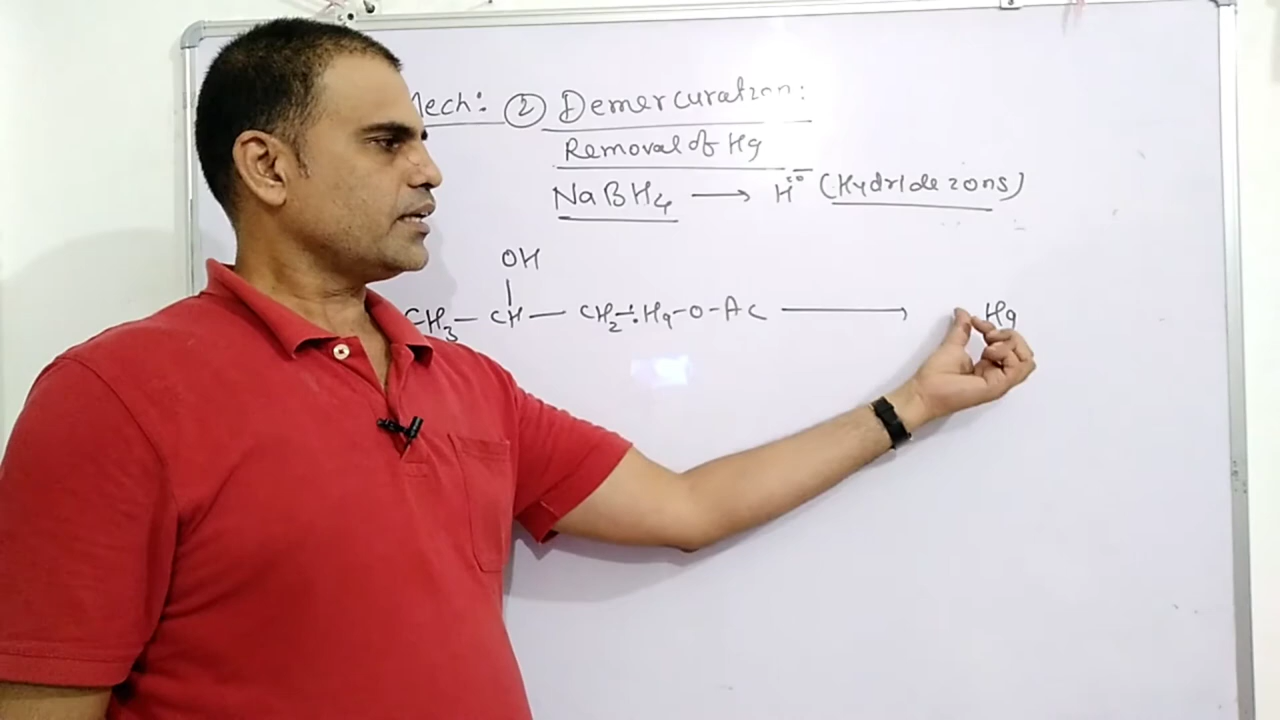 Mech: ② Demercuration:
Removal of Hg
NaBH4 ⟶ H:⊖ (Hydride ions)
OH
|
CH3 — CH — CH2 –:Hg–O–Ac ⟶ Hg